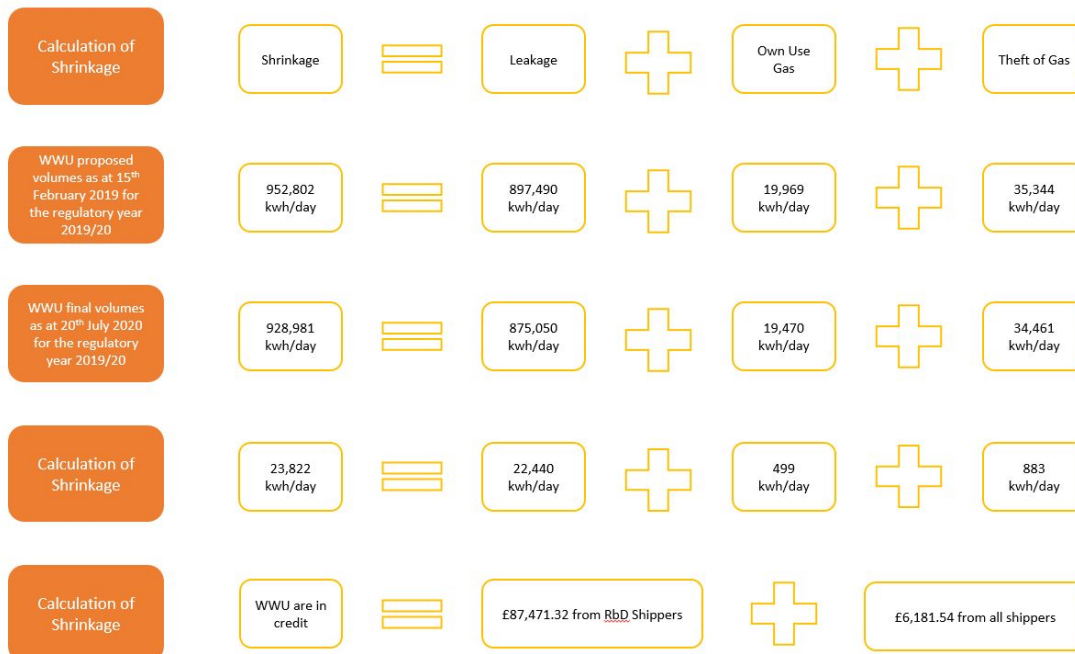 Calculation of
Shrinkage
Shrinkage
Leakage
Own Use
Gas
Theft of Gas
WWU proposed
volumes as at 15th
February 2019 for
the regulatory year
2019/20
952,802
kwh/day
897,490
kwh/day
19,969
kwh/day
35,344
kwh/day
WWU final volumes
as at 20th July 2020
for the regulatory
year 2019/20
928,981
kwh/day
875,050
kwh/day
19,470
kwh/day
34,461
kwh/day
Calculation of
Shrinkage
23,822
kwh/day
22,440
kwh/day
499
kwh/day
883
kwh/day
Calculation of
Shrinkage
WWU are in
credit
£87,471.32 from RbD Shippers
£6,181.54 from all shippers